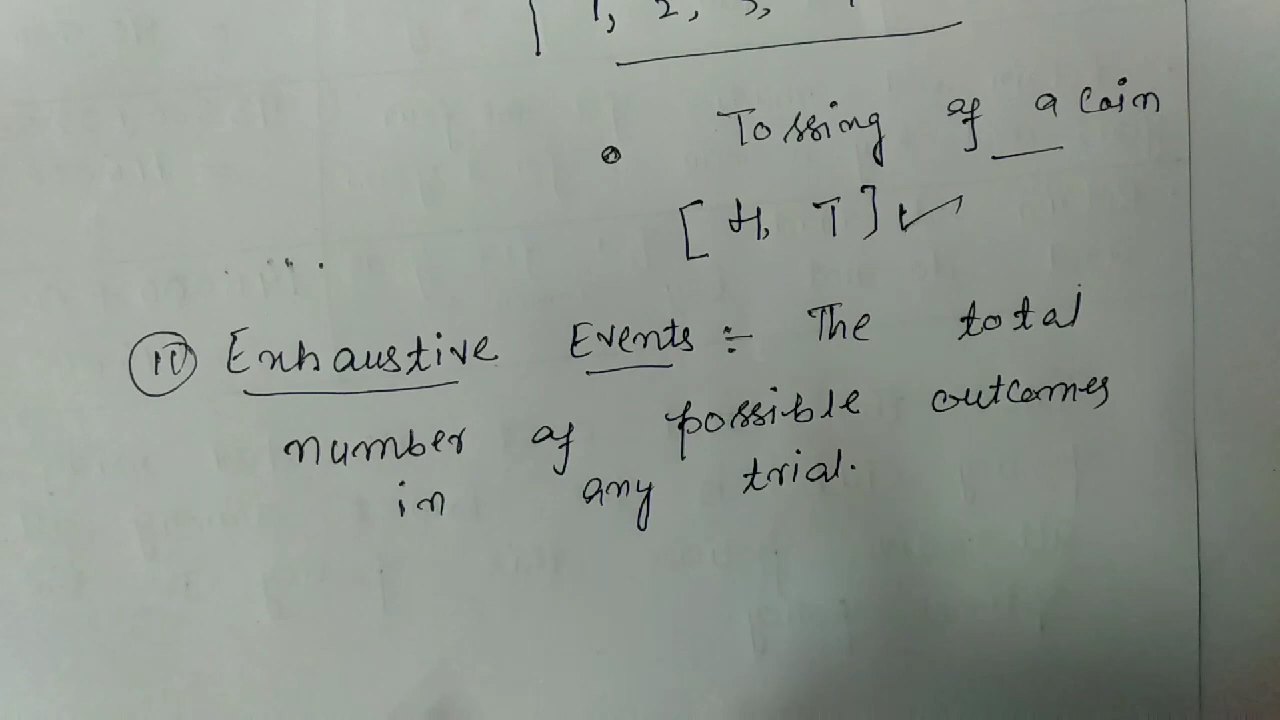 1, 2, 3,
Tossing of a Coin
[H, T]
(ii) Exhaustive Events :- The total
number of possible outcomes
in any trial.